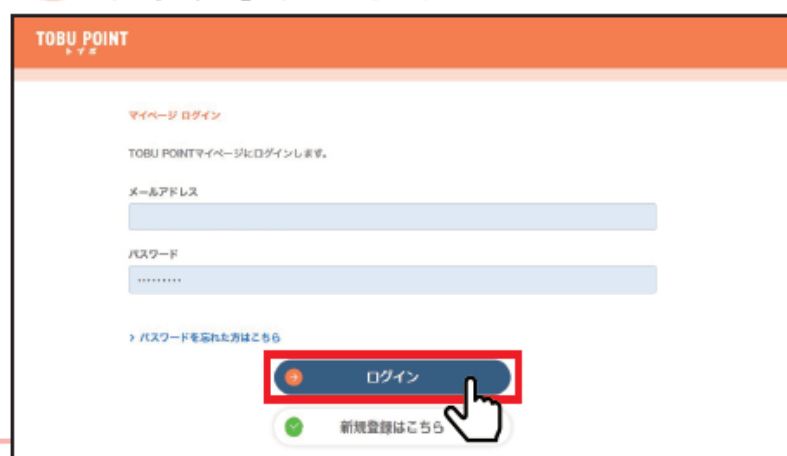 TOBU POINT
トブポ
マイページ ログイン
TOBU POINTマイページにログインします。
メールアドレス
パスワード
•••••••••
> パスワードを忘れた方はこちら
ログイン
新規登録はこちら